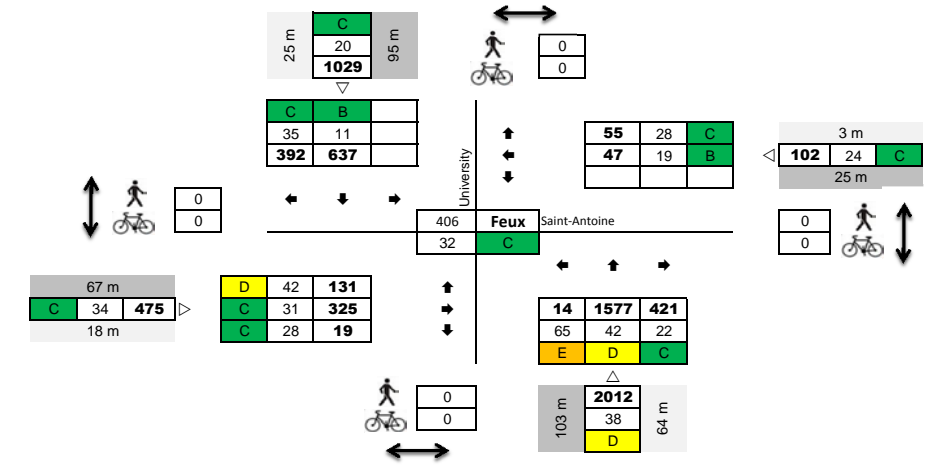 25 m C 95 m
20
1029
C B
35 11
392 637
0
0
55 28 C
47 19 B
3 m
102 24 C
25 m
University
0
0
406 Feux Saint-Antoine
32 C
0
0
67 m
C 34 475
18 m
D 42 131
C 31 325
C 28 19
14 1577 421
65 42 22
E D C
0
0
103 m 2012 64 m
38
D